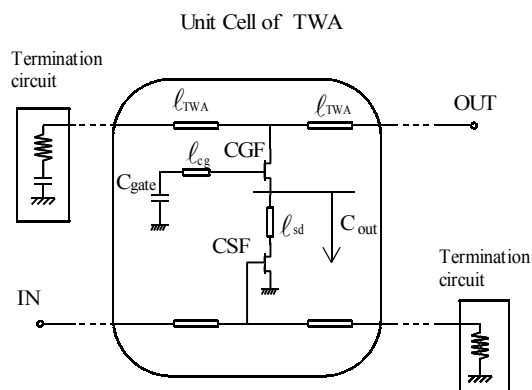 Unit Cell of TWA
Termination
circuit
ℓTWA
ℓTWA
OUT
CGF
ℓcg
Cgate
ℓsd
Cout
CSF
Termination
circuit
IN